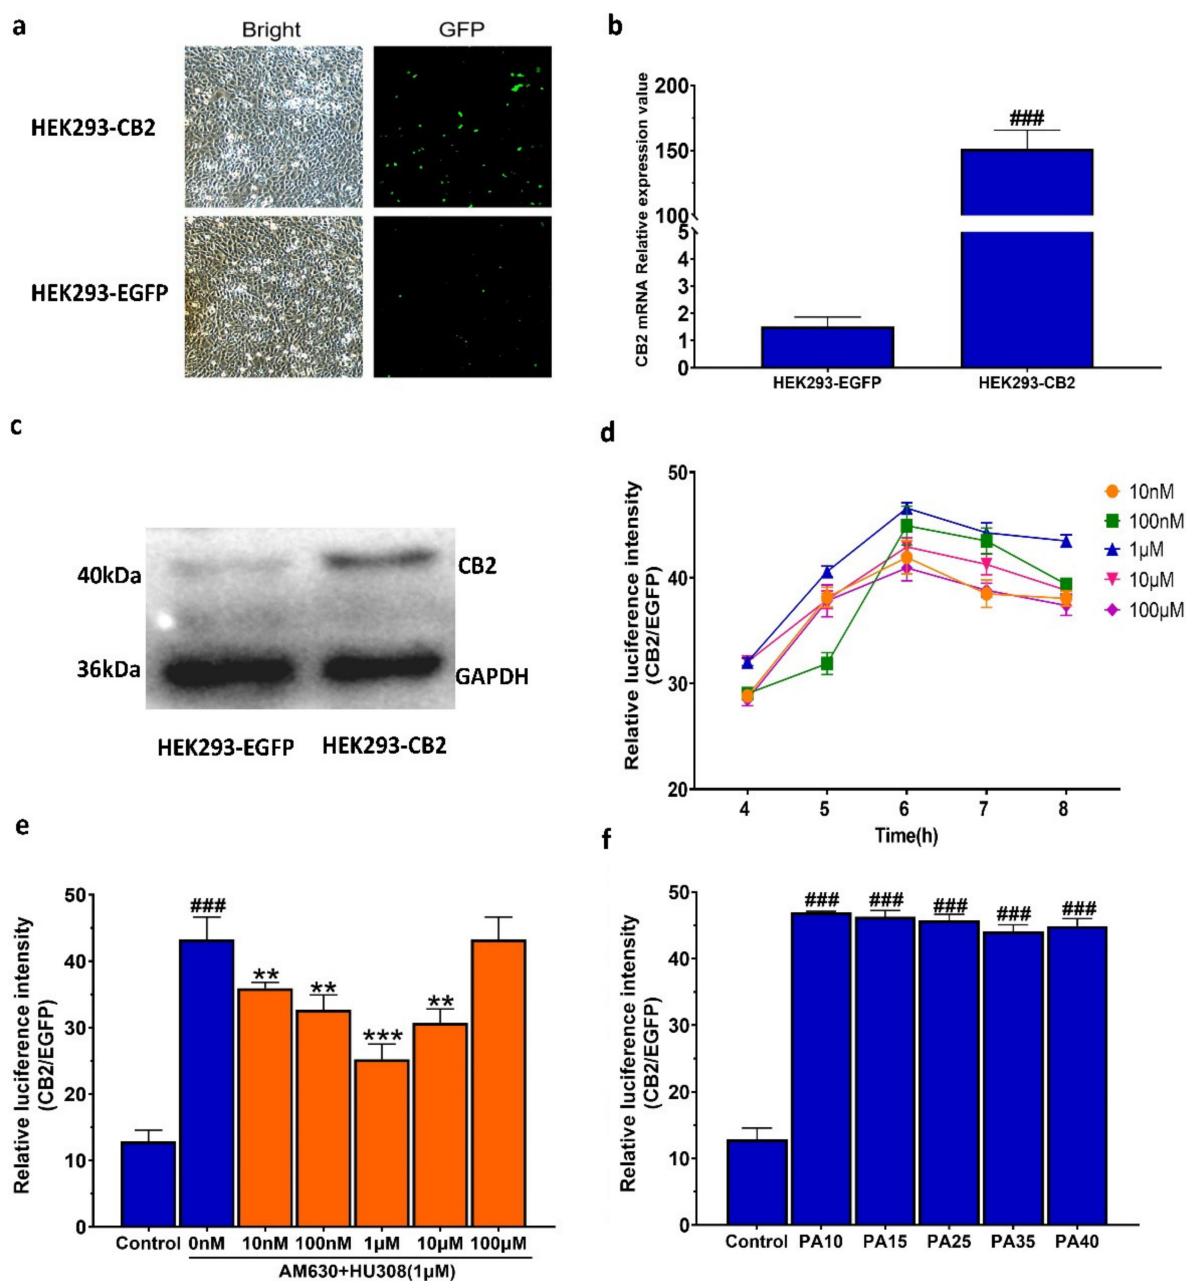 a
Bright
GFP
HEK293-CB2
HEK293-EGFP
b
CB2 mRNA Relative expression value
200
150
100
5
4
3
2
1
0
###
HEK293-EGFP
HEK293-CB2
c
40kDa
CB2
36kDa
GAPDH
HEK293-EGFP
HEK293-CB2
d
Relative luciference intensity
(CB2/EGFP)
50
40
30
20
4
5
6
7
8
Time(h)
10nM
100nM
1μM
10μM
100μM
e
Relative luciference intensity
(CB2/EGFP)
50
40
30
20
10
0
###
**
**
***
**
Control
0nM
10nM
100nM
1μM
10μM
100μM
AM630+HU308(1μM)
f
Relative luciference intensity
(CB2/EGFP)
50
40
30
20
10
0
###
###
###
###
###
Control
PA10
PA15
PA25
PA35
PA40